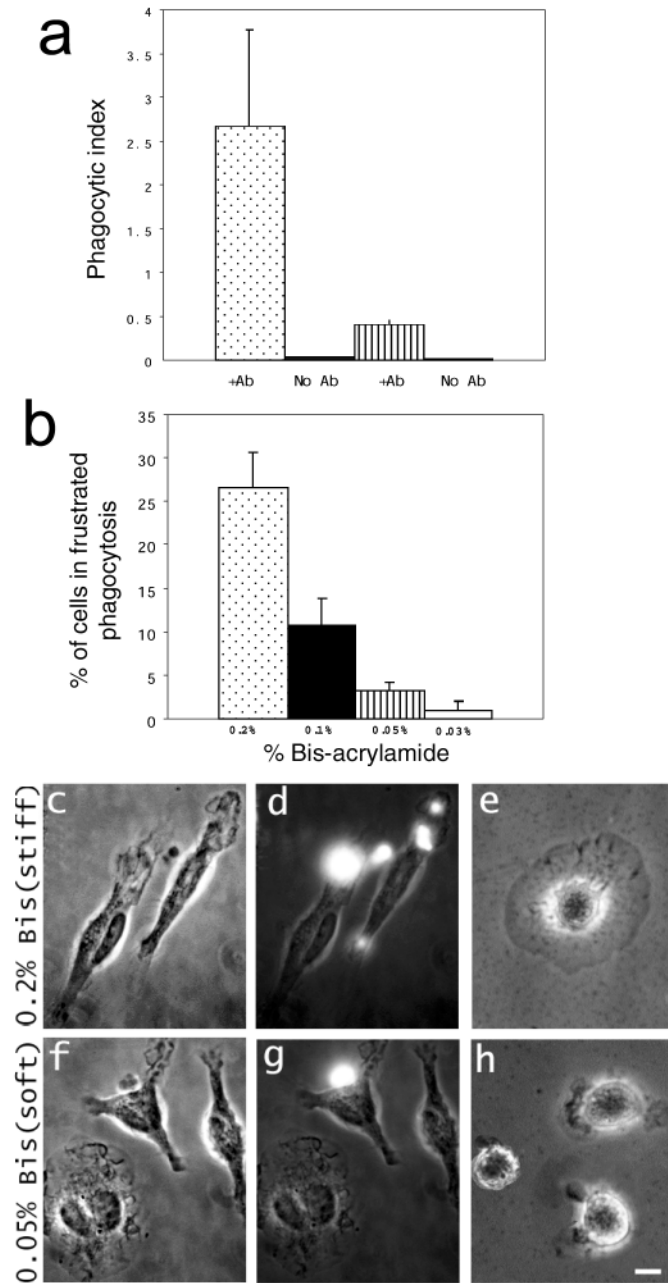 a
Phagocytic index
4
3.5
3
2.5
2
1.5
1
0.5
0
+Ab No Ab +Ab No Ab
b
% of cells in frustrated
phagocytosis
35
30
25
20
15
10
5
0
0.2% 0.1% 0.05% 0.03%
% Bis-acrylamide
0.2% Bis(stiff)
c d e
0.05% Bis(soft)
f g h